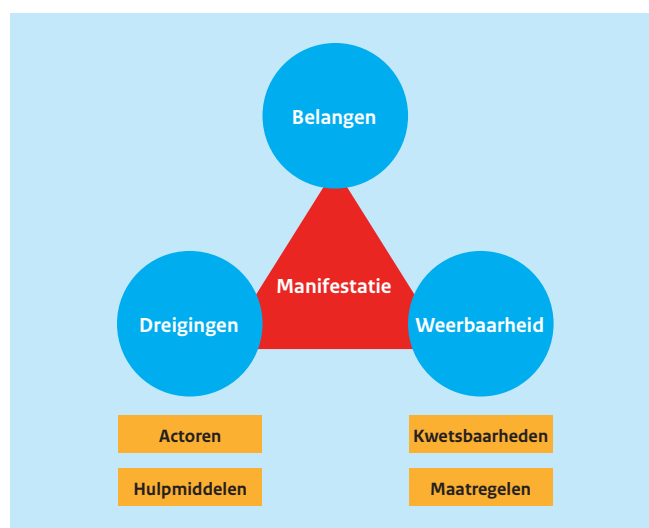 Belangen
Manifestatie
Dreigingen
Weerbaarheid
Actoren
Kwetsbaarheden
Hulpmiddelen
Maatregelen